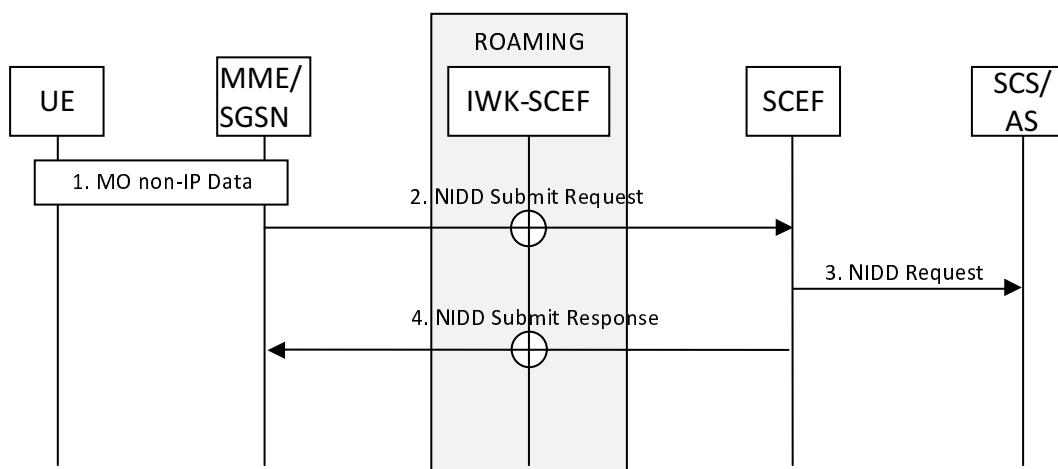 ROAMING
UE
MME/
SGSN
IWK-SCEF
SCEF
SCS/
AS
1. MO non-IP Data
2. NIDD Submit Request
3. NIDD Request
4. NIDD Submit Response